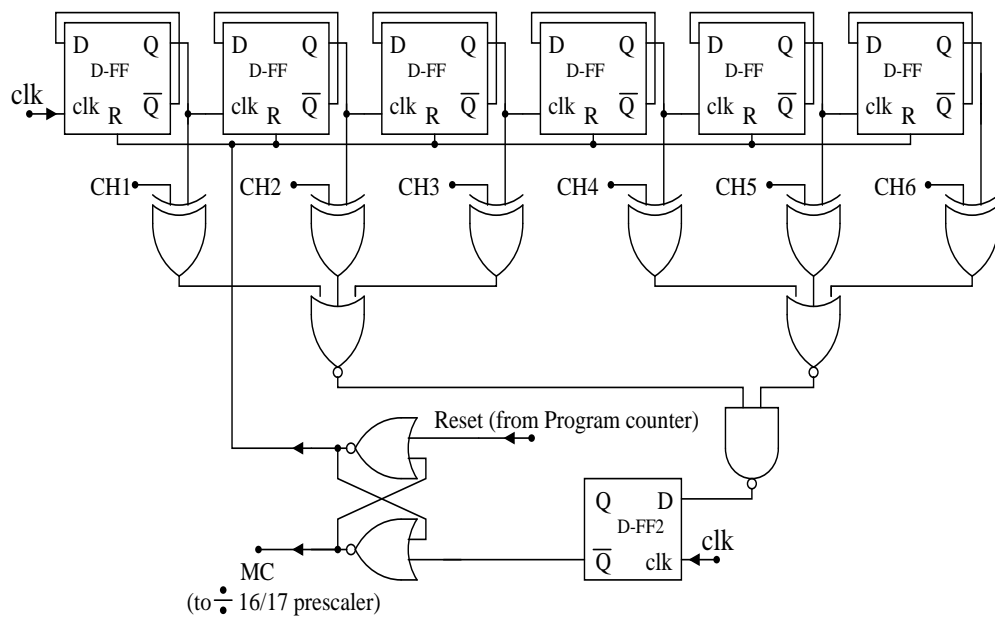 D Q D Q D Q D Q D Q D Q
D-FF D-FF D-FF D-FF D-FF D-FF
clk
clk Q̅ clk Q̅ clk Q̅ clk Q̅ clk Q̅ clk Q̅
R R R R R R
CH1 CH2 CH3 CH4 CH5 CH6
Reset (from Program counter)
Q D
D-FF2
Q̅ clk
clk
MC
(to ÷ 16/17 prescaler)